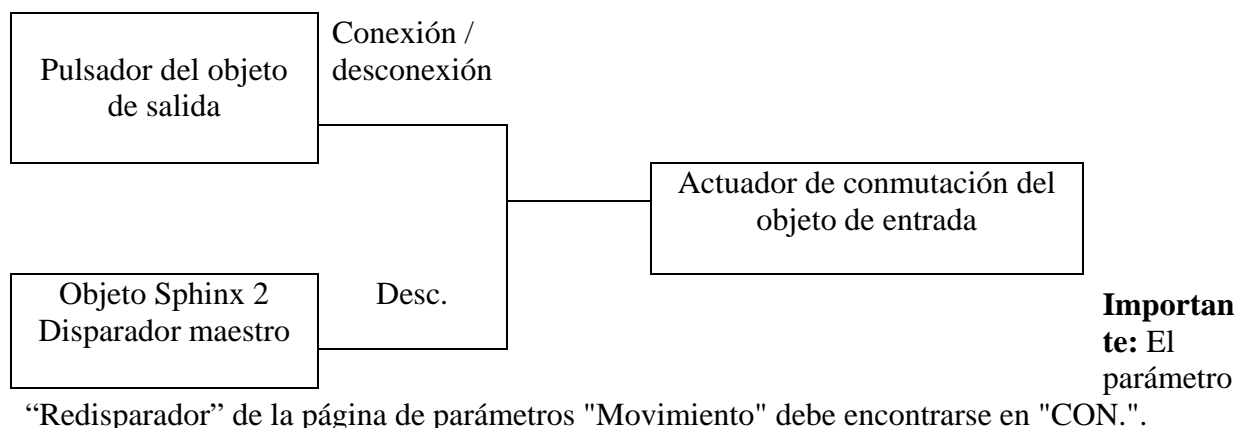 Pulsador del objeto
de salida
Conexión /
desconexión
Actuador de conmutación del
objeto de entrada
Objeto Sphinx 2
Disparador maestro
Desc.
Importan
te: El
parámetro
“Redisparador” de la página de parámetros "Movimiento" debe encontrarse en "CON.".